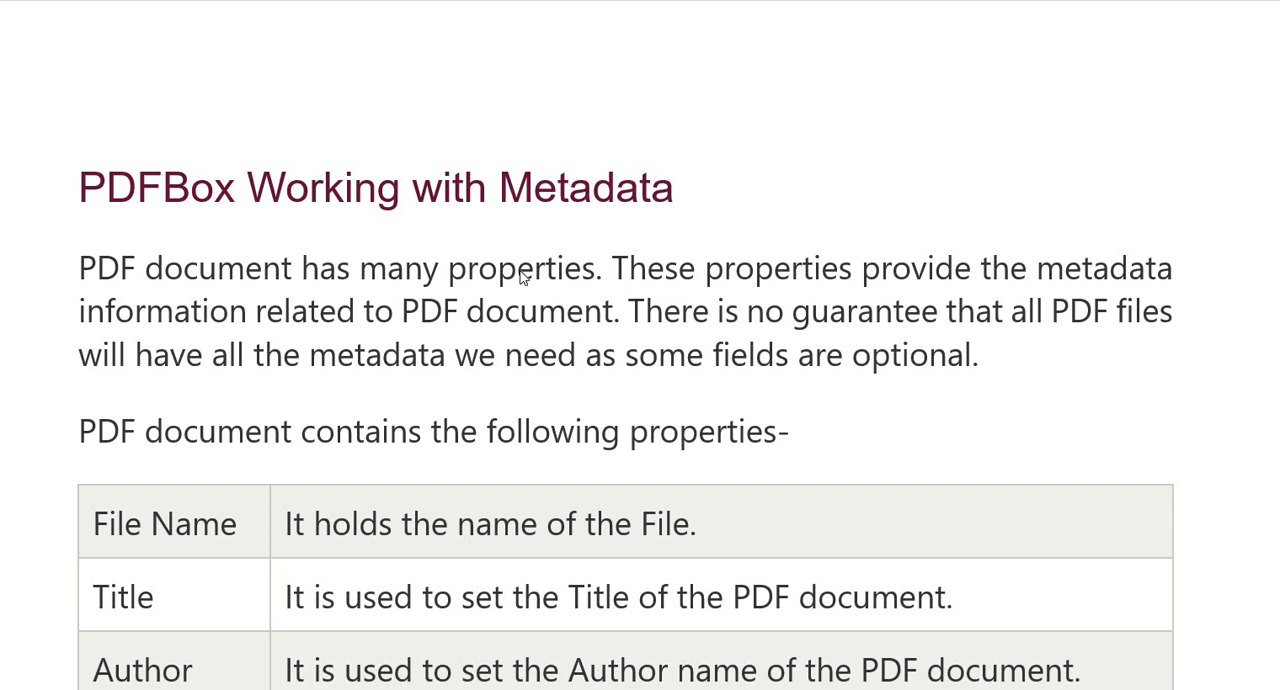 PDFBox Working with Metadata
PDF document has many properties. These properties provide the metadata
information related to PDF document. There is no guarantee that all PDF files
will have all the metadata we need as some fields are optional.
PDF document contains the following properties-
File Name It holds the name of the File.
Title It is used to set the Title of the PDF document.
Author It is used to set the Author name of the PDF document.